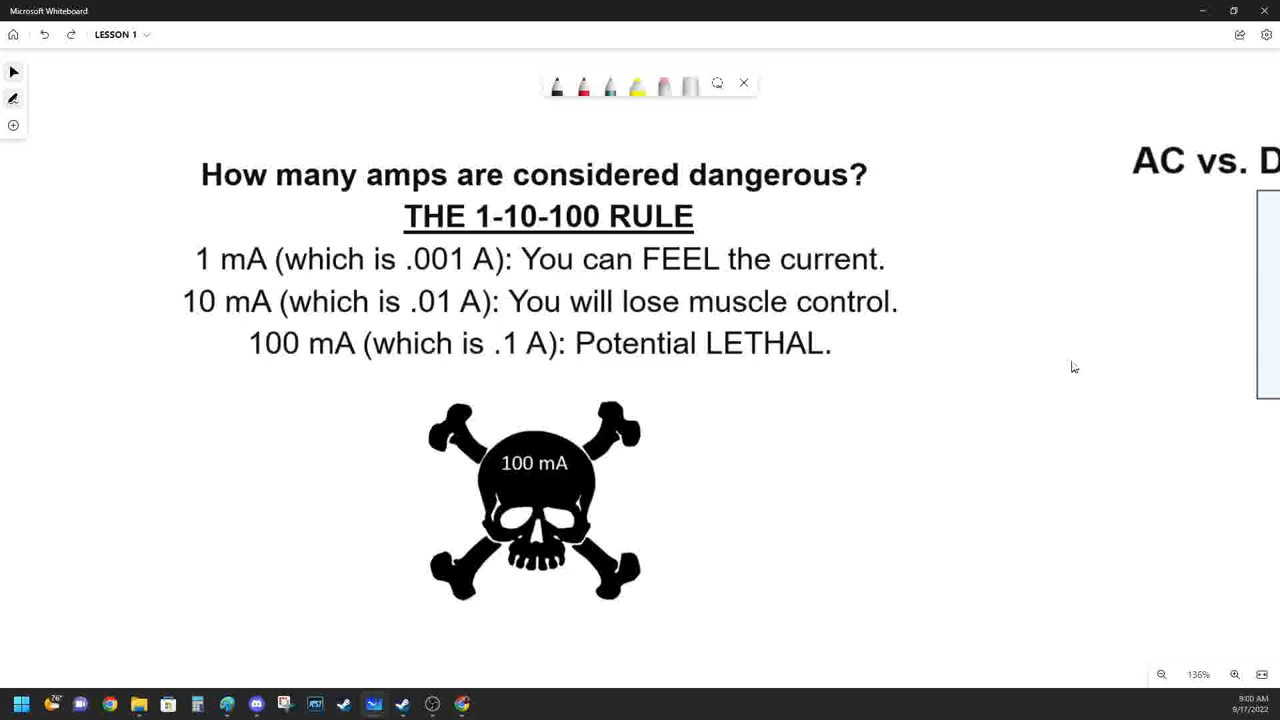 Microsoft Whiteboard
LESSON 1
How many amps are considered dangerous?
THE 1-10-100 RULE
1 mA (which is .001 A): You can FEEL the current.
10 mA (which is .01 A): You will lose muscle control.
100 mA (which is .1 A): Potential LETHAL.
100 mA
AC vs. D
136%
76°
9:00 AM
9/17/2022